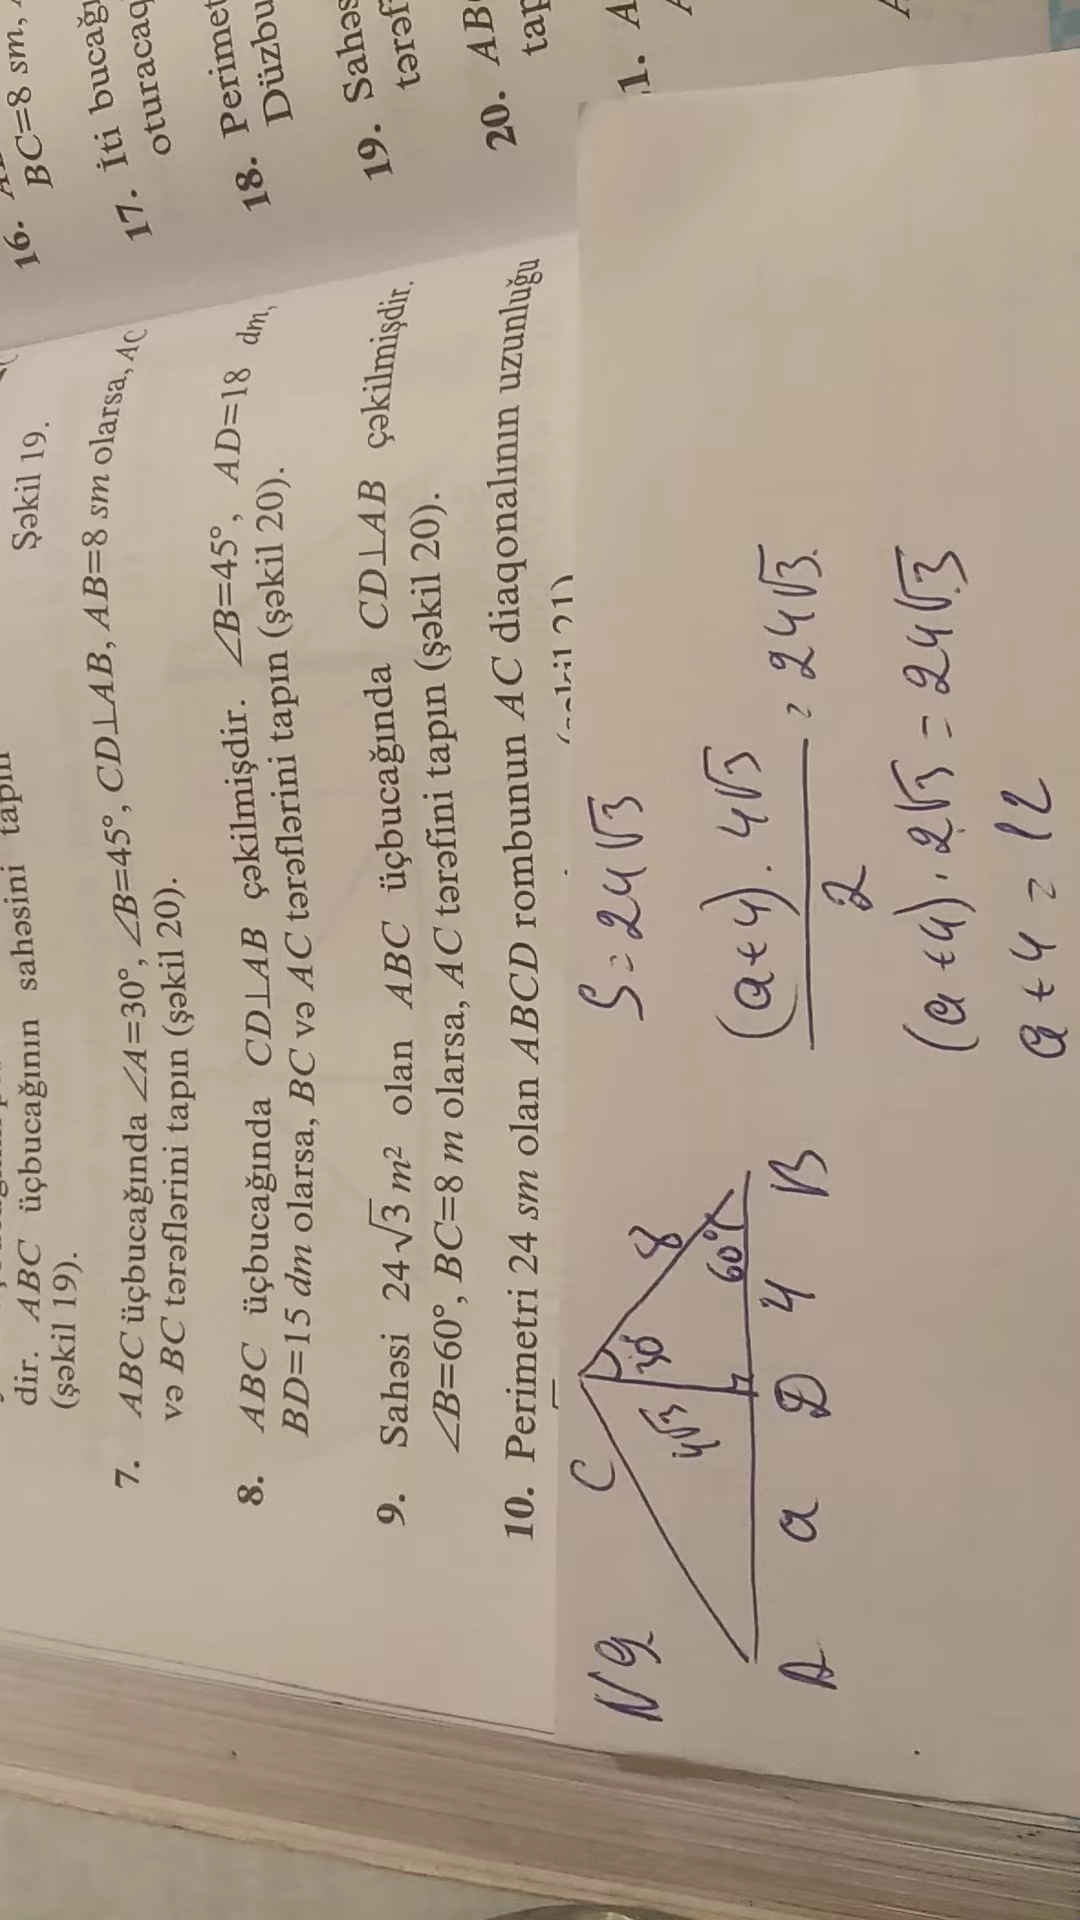 BC=8 sm,
16.
17. İti bucağı
oturacaq
18. Perimet
Düzbu
19. Sahəs
tərəf
20. AB
tap
1. A
Şəkil 19.
dir. ABC üçbucağının sahəsini tapın
(şəkil 19).
7. ABC üçbucağında ∠A=30°, ∠B=45°, CD⊥AB, AB=8 sm olarsa, AC
və BC tərəflərini tapın (şəkil 20).
8. ABC üçbucağında CD⊥AB çəkilmişdir. ∠B=45°, AD=18 dm,
BD=15 dm olarsa, BC və AC tərəflərini tapın (şəkil 20).
9. Sahəsi 24√3 m² olan ABC üçbucağında CD⊥AB çəkilmişdir.
∠B=60°, BC=8 m olarsa, AC tərəfini tapın (şəkil 20).
10. Perimetri 24 sm olan ABCD rombunun AC diaqonalının uzunluğu
N9
C
8
30°
4√3
60°
A a D 4 B
S=24√3
(a+4)·4√3
2
=24√3
(a+4)·2√3=24√3
a+4=12